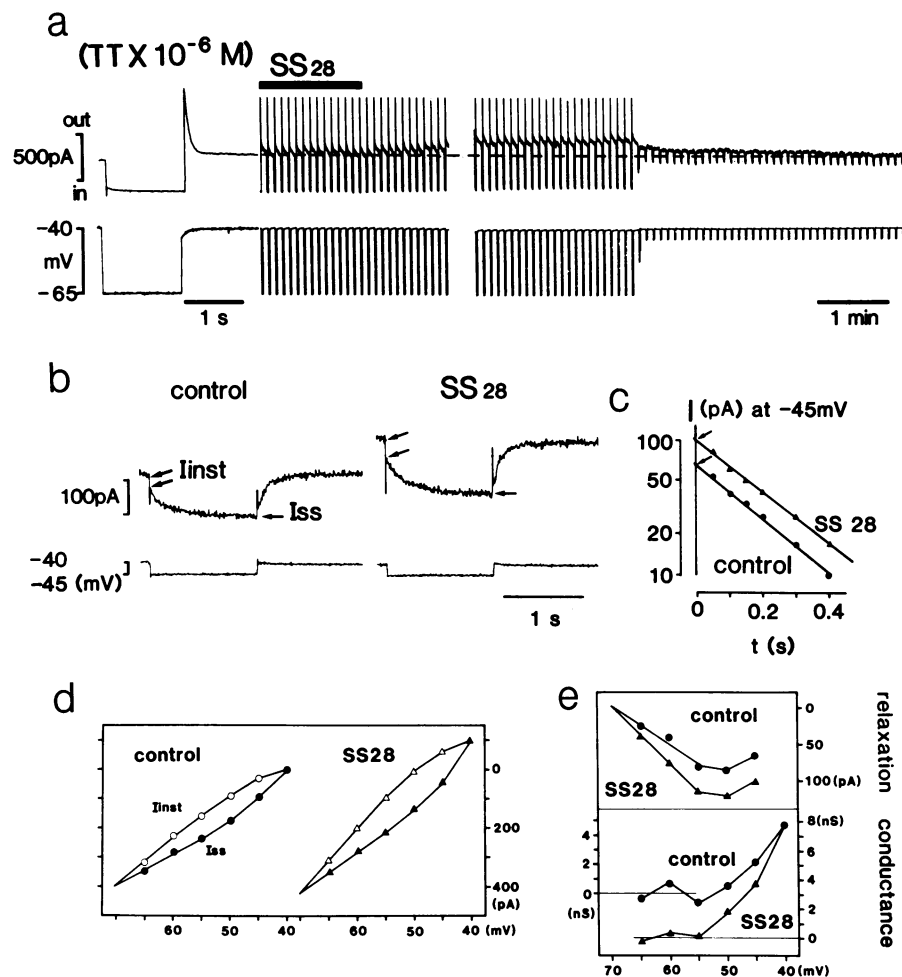 a
(TTX 10⁻⁶ M)
SS₂₈
out
500pA
in
-40
mV
-65
1 s
1 min
b
control
SS₂₈
Iinst
100pA
Iss
-40
-45 (mV)
1 s
c
I (pA) at -45mV
100
50
20
10
SS 28
control
0 0.2 0.4
t (s)
d
control
SS28
Iinst
Iss
0
200
400
(pA)
60 50 40 60 50 40 (mV)
e
control
SS28
0
50
100 (pA)
relaxation
control
SS28
4
2
0
(nS)
8 (nS)
6
4
2
0
conductance
70 60 50 40 (mV)